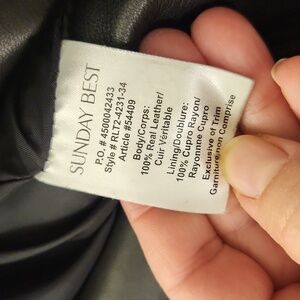 SUNDAY BEST
P.O. # 4500042433
Style # RLT2-4231-34
Article #54409
Body/Corps:
100% Real Leather/
Cuir Véritable
Lining/Doublure:
100% Cupro Rayon/
Rayonne Cupro
Exclusive of Trim
Garniture non Comprise